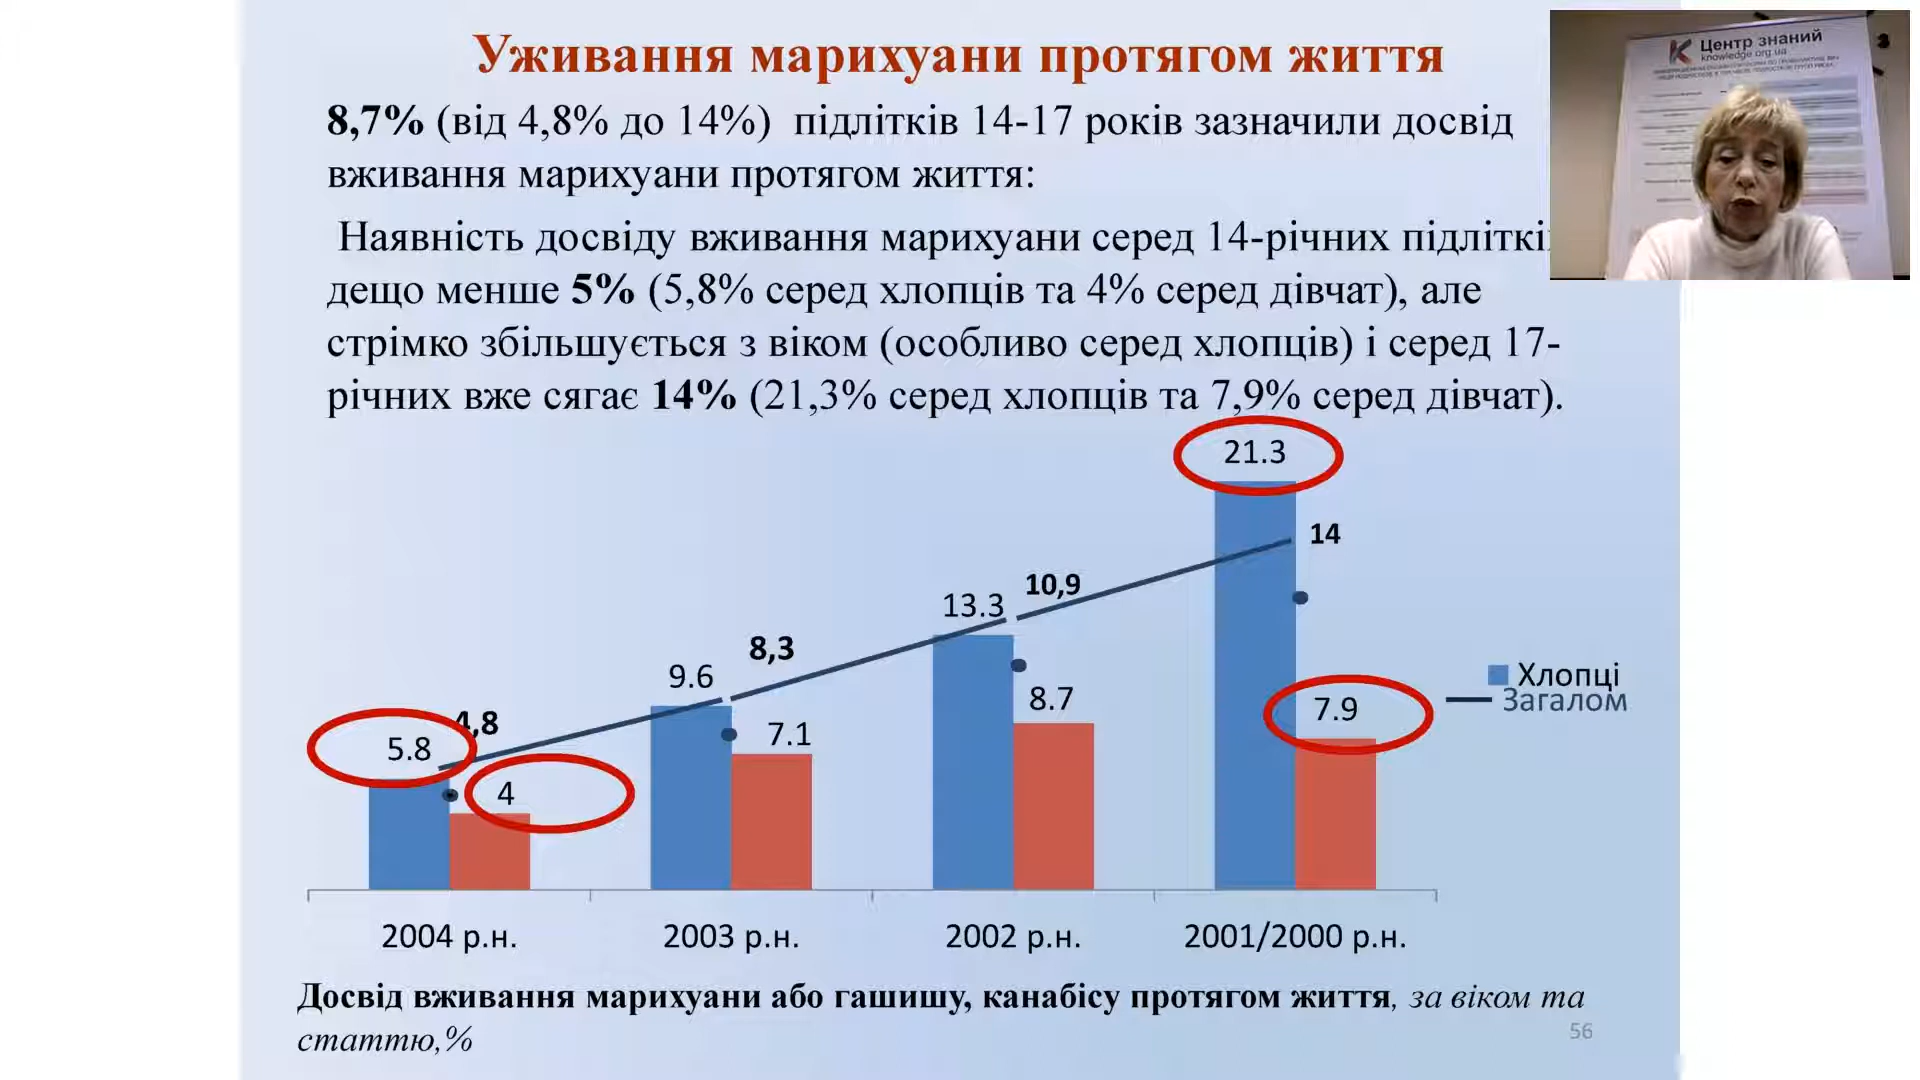 Уживання марихуани протягом життя
Центр знаний
knowledge.org.ua
8,7% (від 4,8% до 14%) підлітків 14-17 років зазначили досвід
вживання марихуани протягом життя:
Наявність досвіду вживання марихуани серед 14-річних
дещо менше 5% (5,8% серед хлопців та 4% серед дівчат), але
стрімко збільшується з віком (особливо серед хлопців) і серед 17-
річних вже сягає 14% (21,3% серед хлопців та 7,9% серед дівчат).
21.3
14
10,9
13.3
8,3
9.6
8.7
7.9
Хлопці
Загалом
4,8
5.8
7.1
4
2004 р.н.
2003 р.н.
2002 р.н.
2001/2000 р.н.
Досвід вживання марихуани або гашишу, канабісу протягом життя, за віком та
статтю,%
56